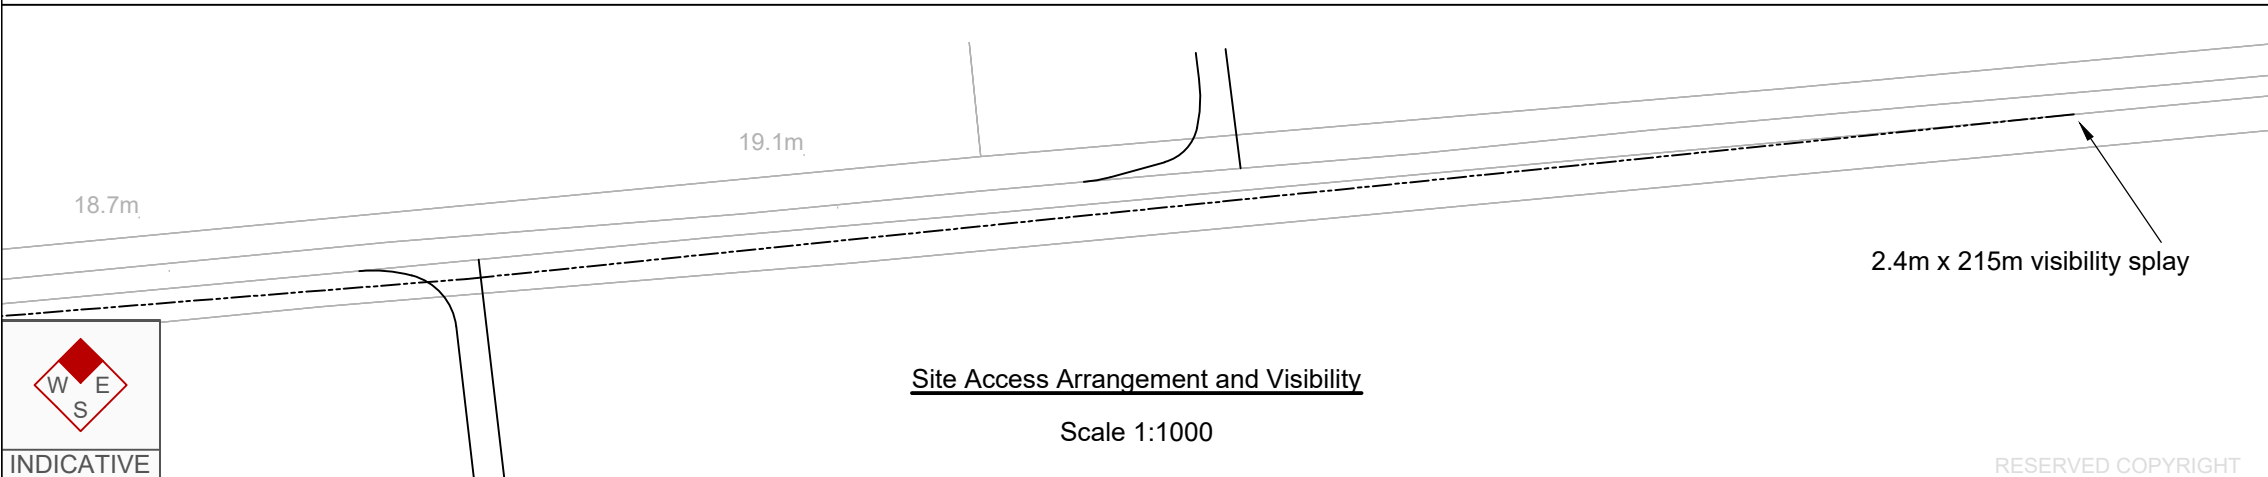 19.1m
18.7m
2.4m x 215m visibility splay
Site Access Arrangement and Visibility
Scale 1:1000
W E
S
INDICATIVE
RESERVED COPYRIGHT